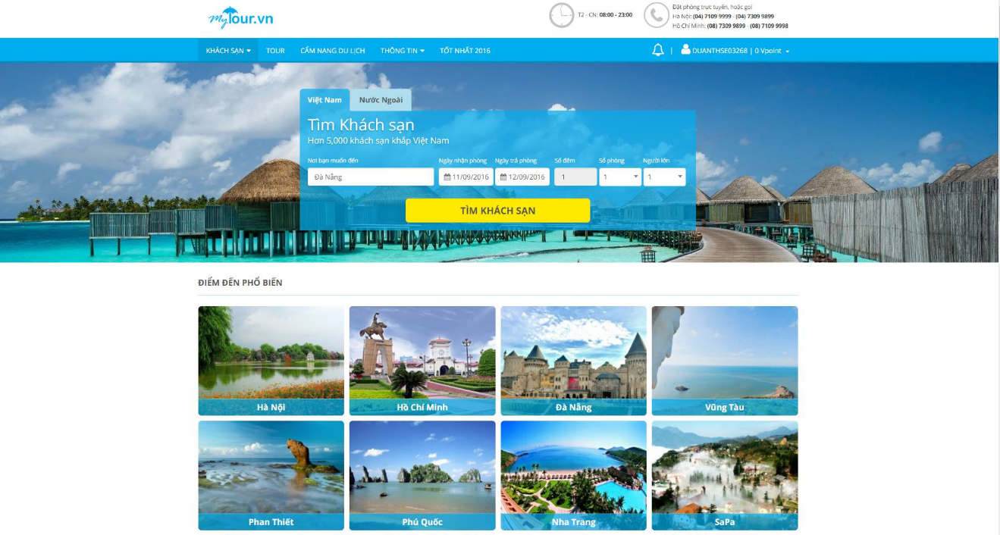 Mytour.vn
T2 - CN: 08:00 - 23:00
Đặt phòng trực tuyến, hoặc gọi
Hà Nội: (04) 7109 9999 - (04) 7309 9899
Hồ Chí Minh: (08) 7309 9899 - (08) 7109 9998
KHÁCH SẠN TOUR CẨM NANG DU LỊCH THÔNG TIN TỐT NHẤT 2016 | DUANTHSE03268 | 0 Vpoint
Việt Nam Nước Ngoài
Tìm Khách sạn
Hơn 5,000 khách sạn khắp Việt Nam
Nơi bạn muốn đến Ngày nhận phòng Ngày trả phòng Số đêm Số phòng Người lớn
Đà Nẵng 11/09/2016 12/09/2016 1 1 1
TÌM KHÁCH SẠN
ĐIỂM ĐẾN PHỔ BIẾN
Hà Nội Hồ Chí Minh Đà Nẵng Vũng Tàu
Phan Thiết Phú Quốc Nha Trang SaPa